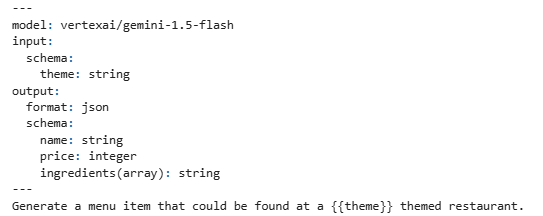 ---
model: vertexai/gemini-1.5-flash
input:
  schema:
    theme: string
output:
  format: json
  schema:
    name: string
    price: integer
    ingredients(array): string
---
Generate a menu item that could be found at a {{theme}} themed restaurant.